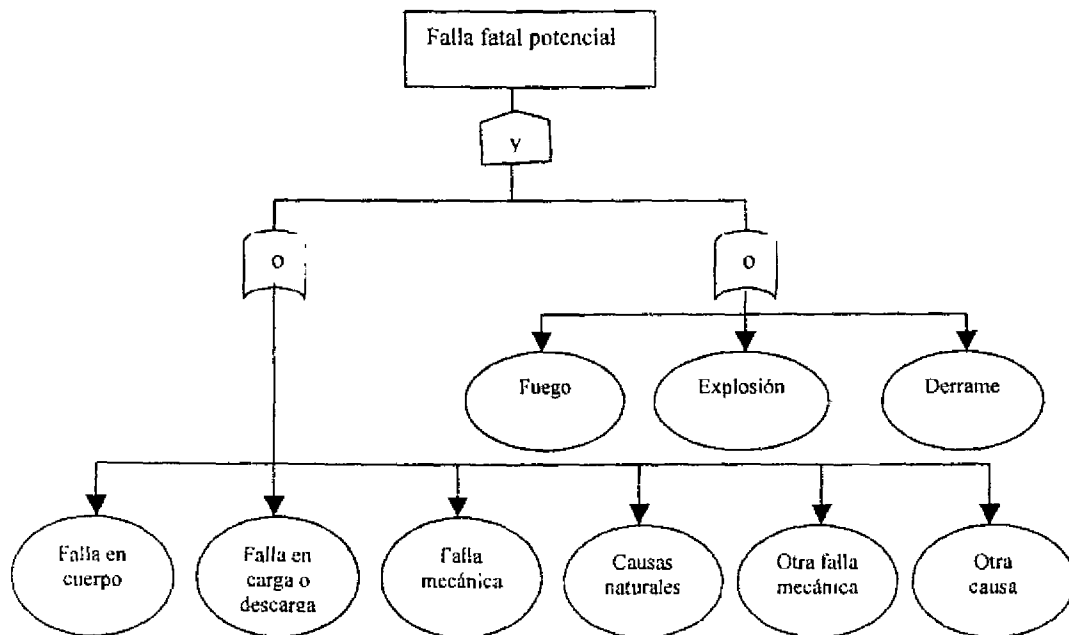 Falla fatal potencial
y
o
o
Fuego
Explosión
Derrame
Falla en
cuerpo
Falla en
carga o
descarga
Falla
mecánica
Causas
naturales
Otra falla
mecánica
Otra
causa